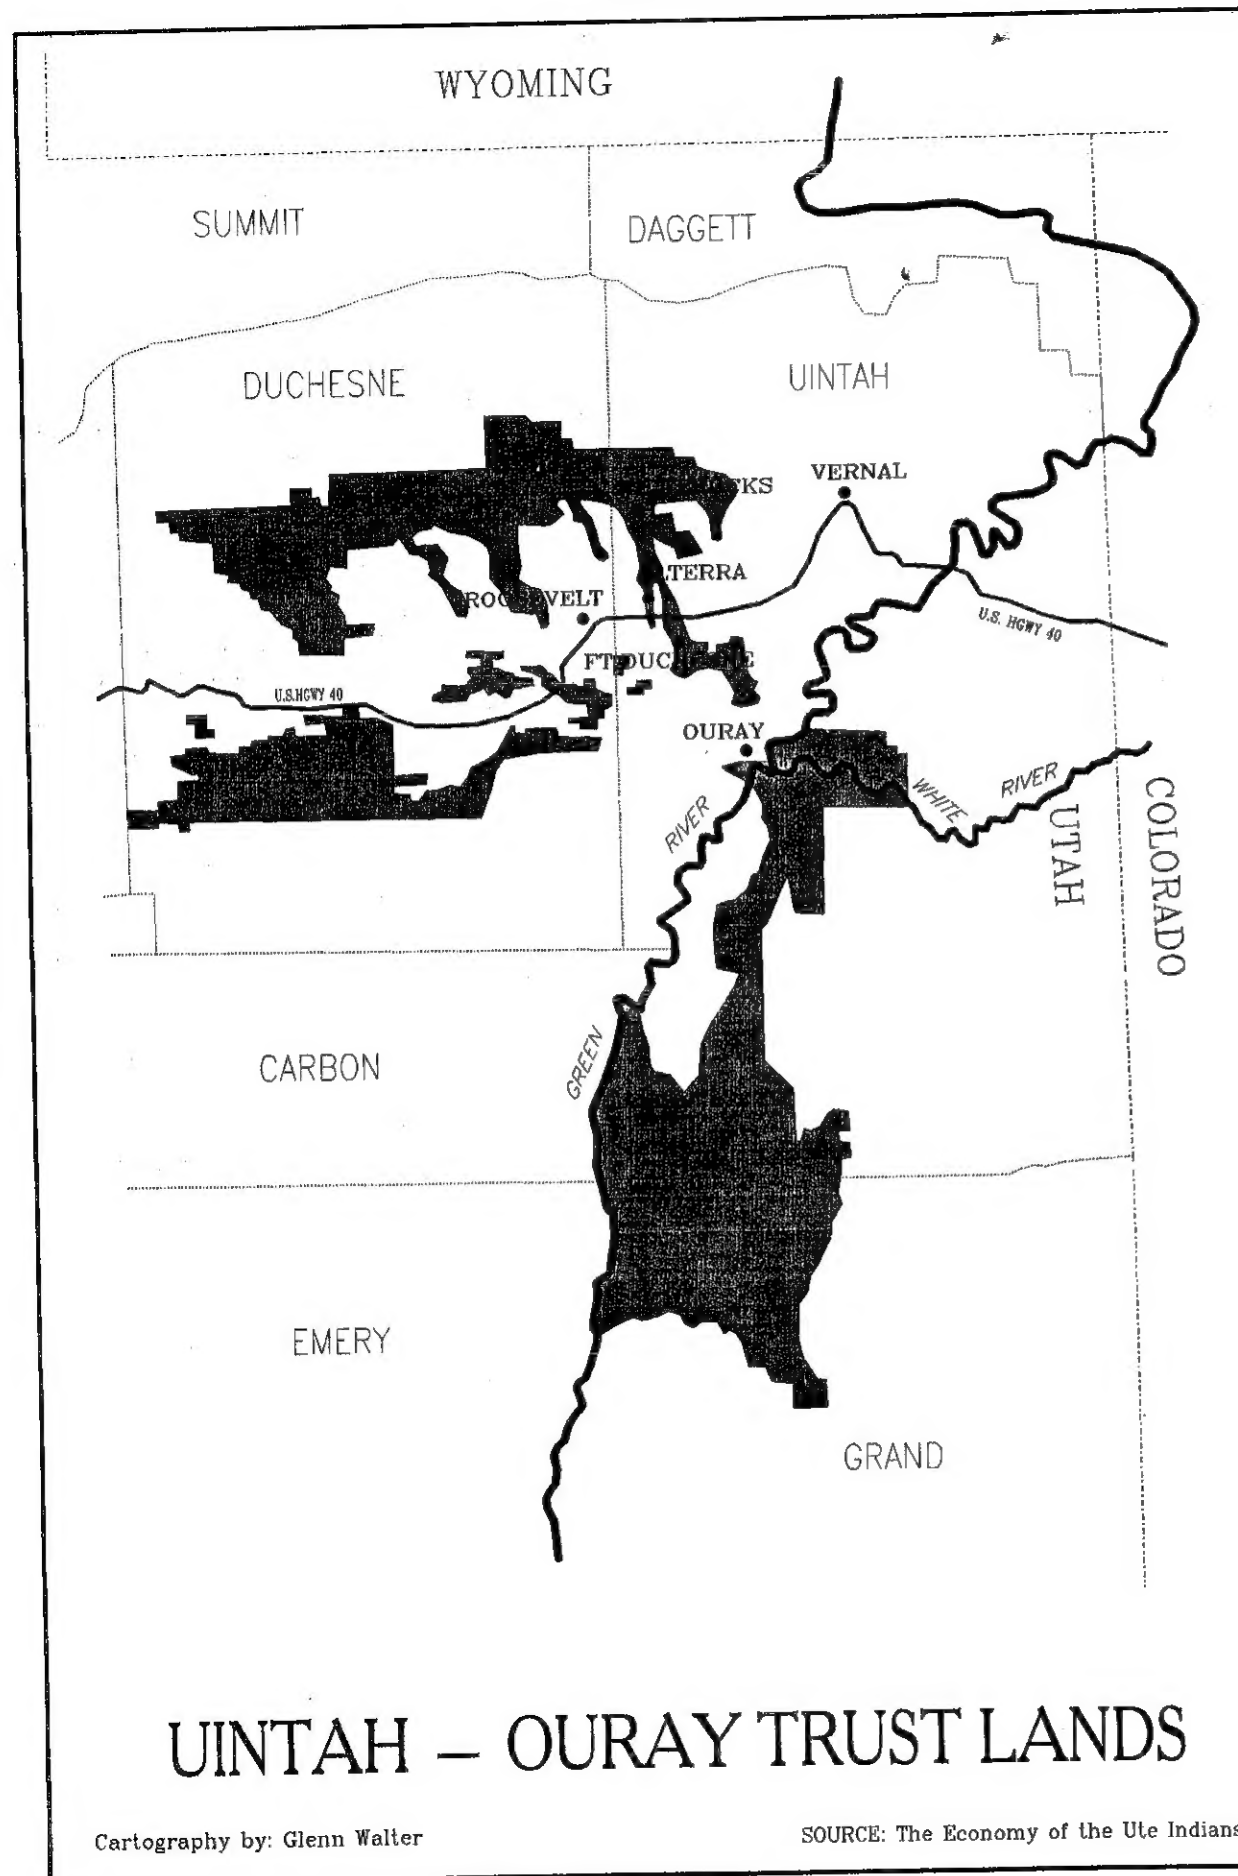 WYOMING
SUMMIT
DAGGETT
DUCHESNE
UINTAH
VERNAL
U.S. HGWY 40
U.S.HGWY 40
OURAY
RIVER
WHITE
RIVER
UTAH
COLORADO
GREEN
CARBON
EMERY
GRAND
UINTAH – OURAY TRUST LANDS
Cartography by: Glenn Walter
SOURCE: The Economy of the Ute Indians